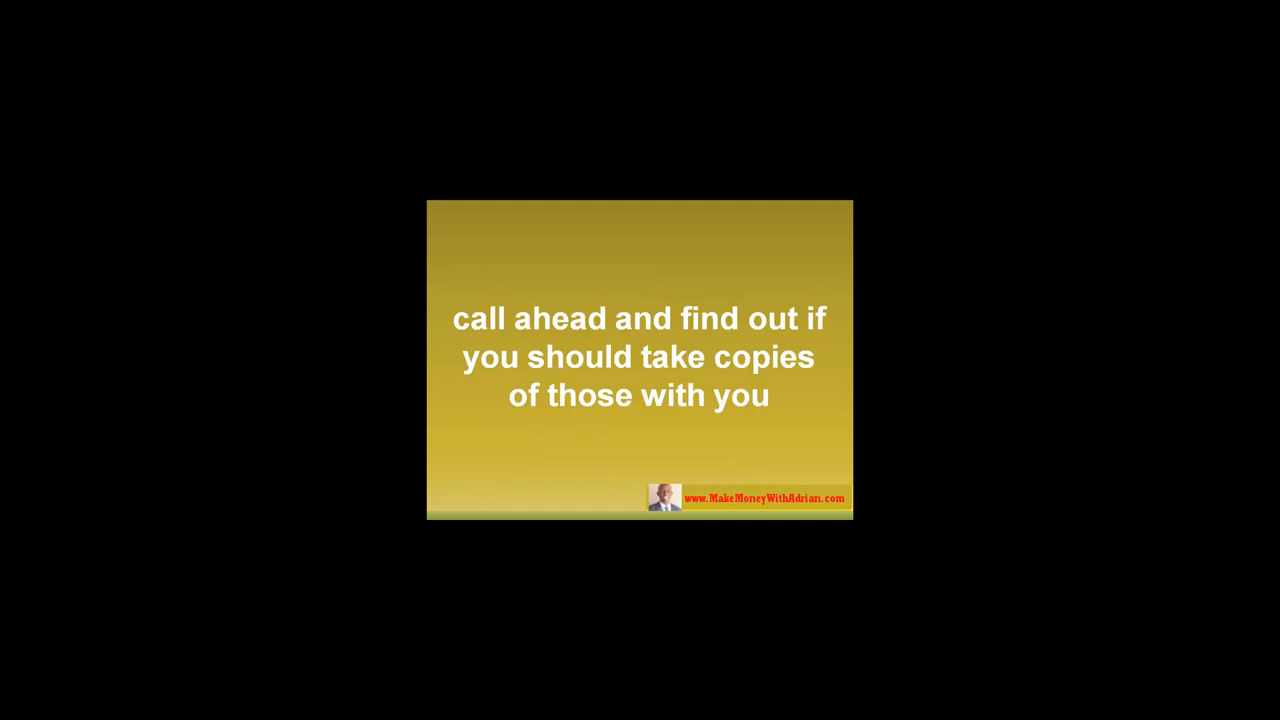 call ahead and find out if
you should take copies
of those with you
www.MakeMoneyWithAdrian.com